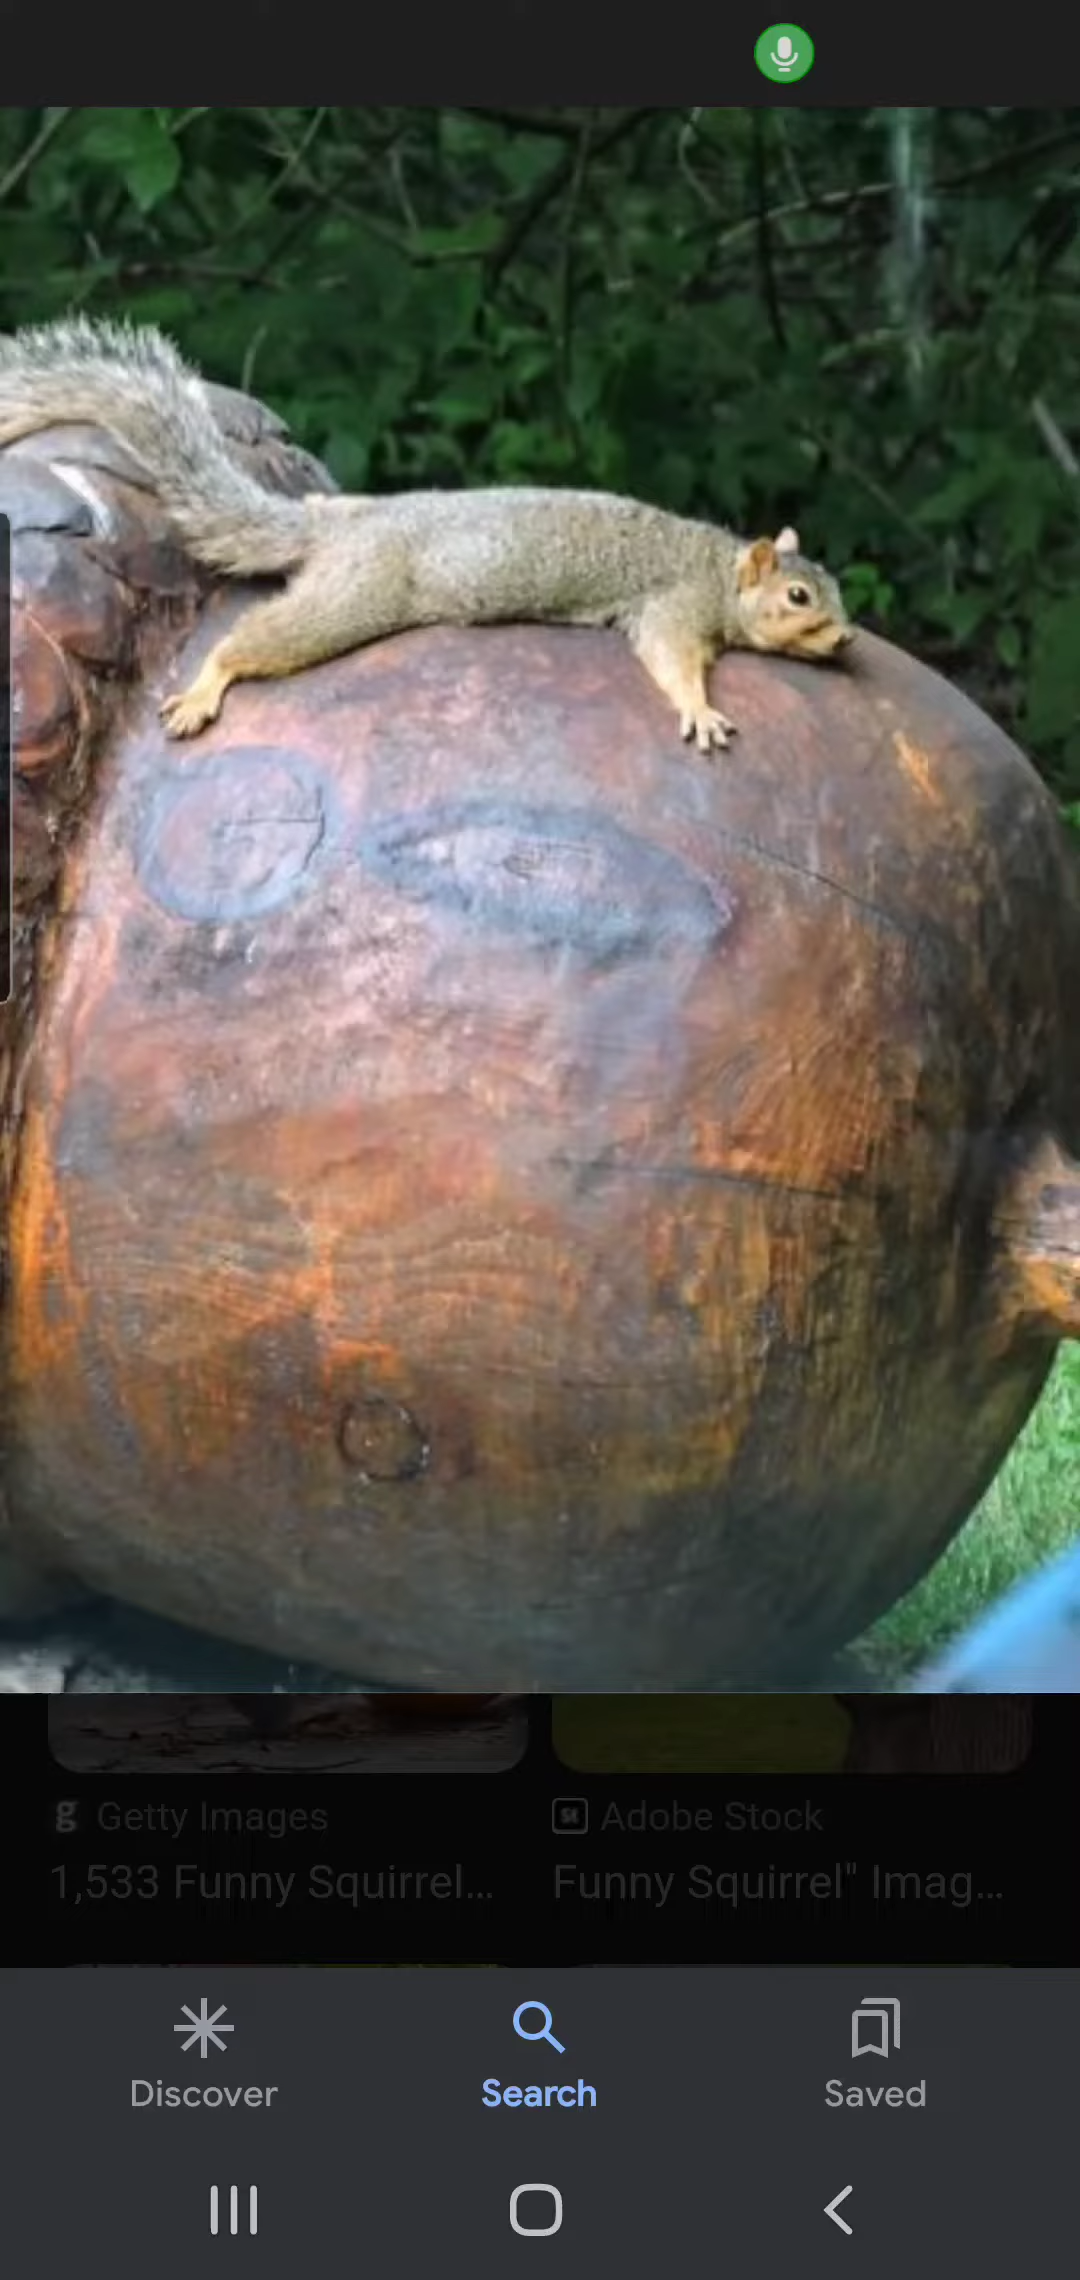 Getty Images
Adobe Stock
1,533 Funny Squirrel...
Funny Squirrel" Imag...
Discover
Search
Saved